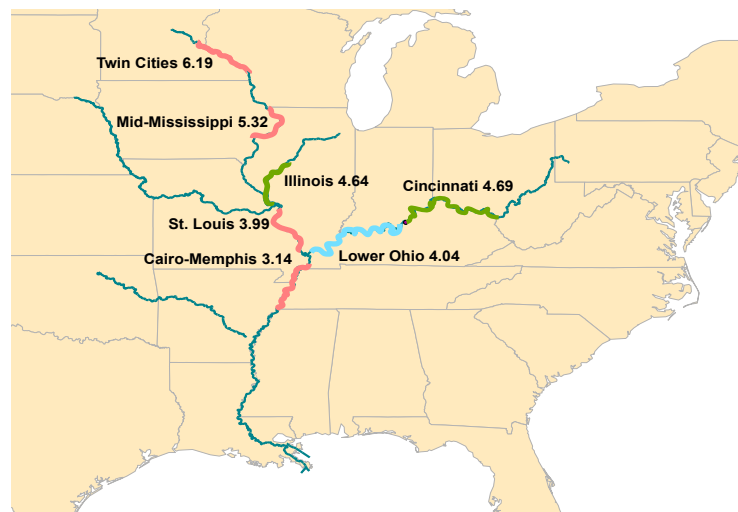 Twin Cities 6.19
Mid-Mississippi 5.32
Illinois 4.64
Cincinnati 4.69
St. Louis 3.99
Cairo-Memphis 3.14
Lower Ohio 4.04